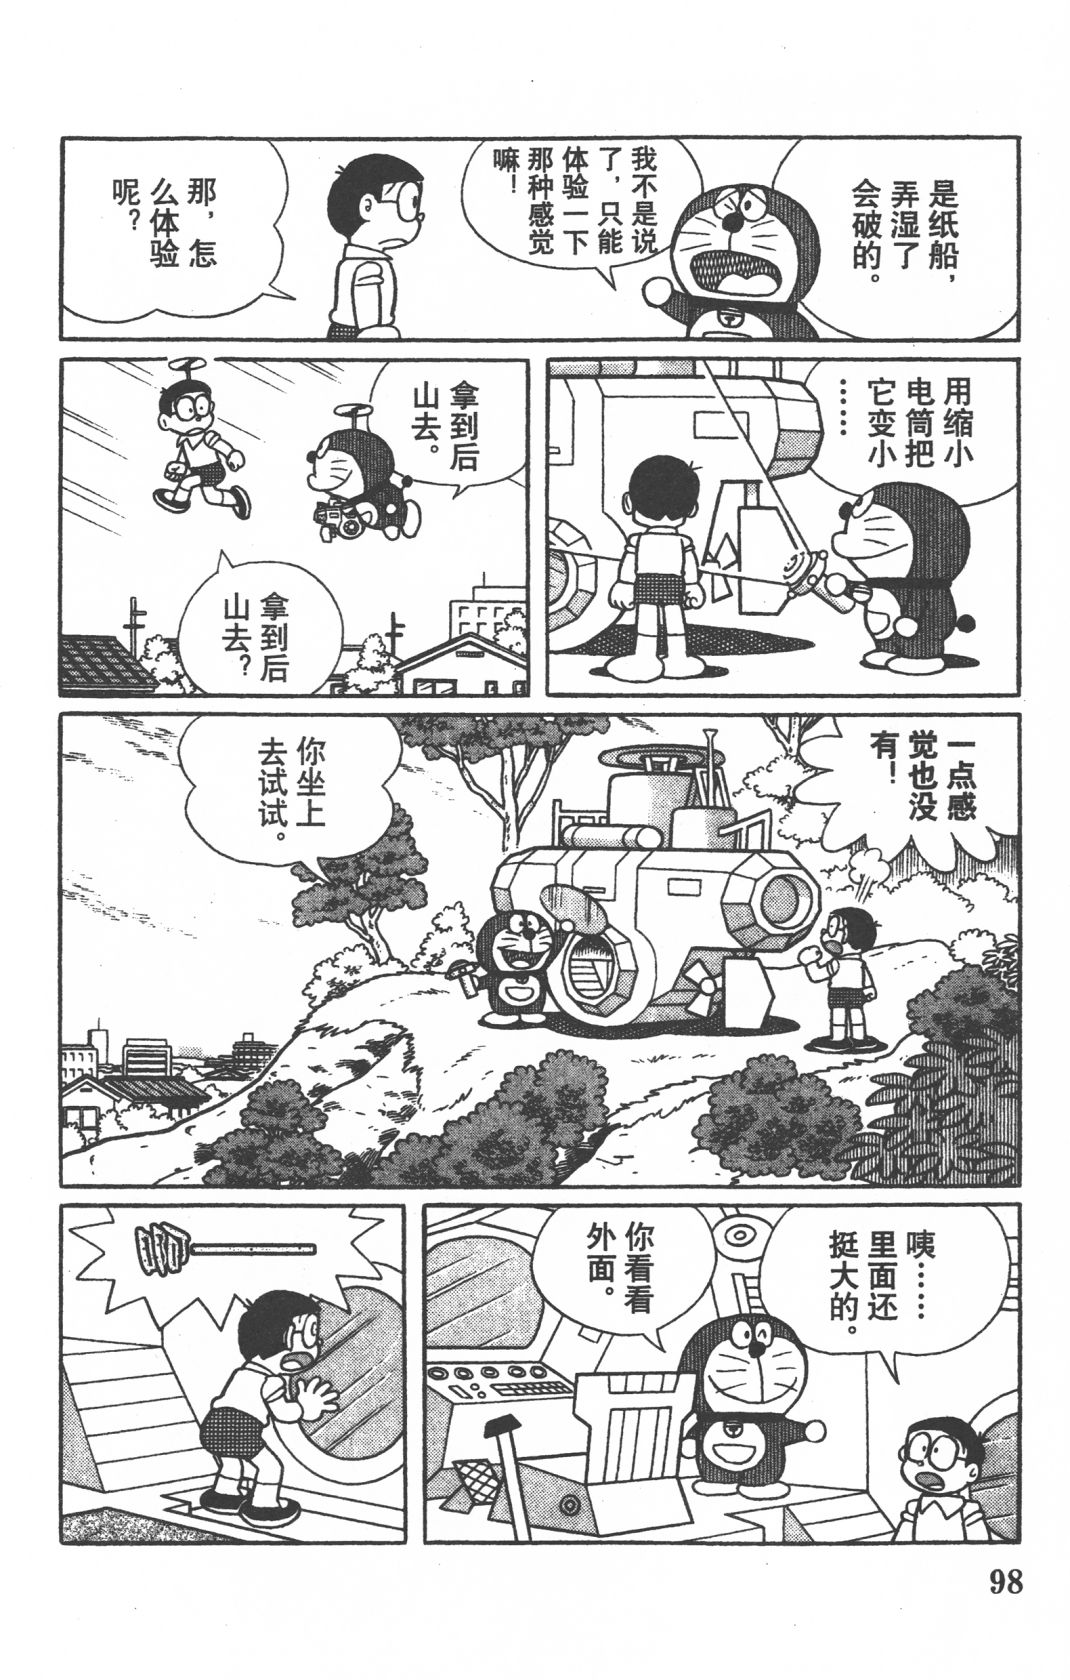 是纸船，
弄湿了
会破的。
我不是说
了，只能
体验一下
那种感觉
嘛！
那，怎
么体验
呢？
用缩小
电筒把
它变小
……
拿到后
山去。
拿到后
山去？
一点感
觉也没
有！
你坐上
去试试。
咦……
里面还
挺大的。
你看看
外面。
98